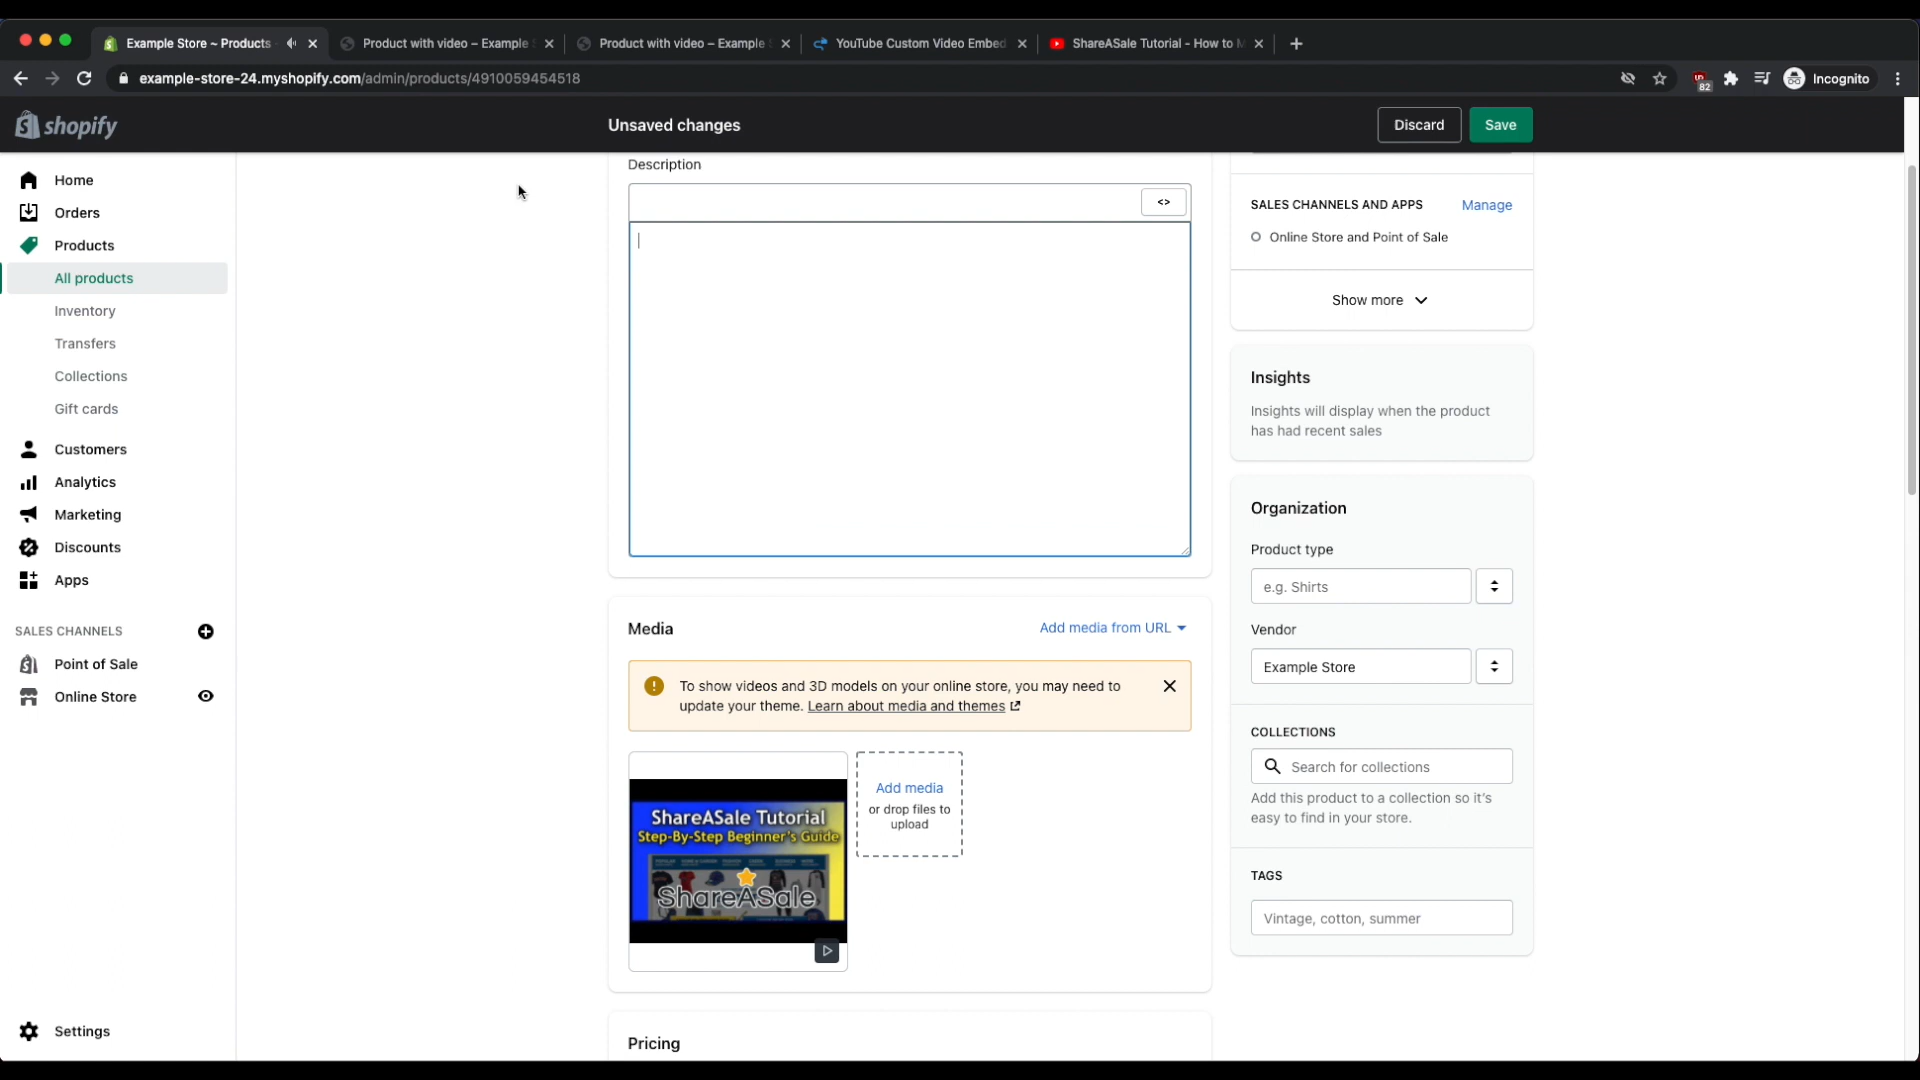 Example Store ~ Products
Product with video – Example
Product with video – Example
YouTube Custom Video Embed
ShareASale Tutorial - How to M
example-store-24.myshopify.com/admin/products/4910059454518
82
Incognito
shopify
Unsaved changes
Discard
Save
Home
Orders
Products
All products
Inventory
Transfers
Collections
Gift cards
Customers
Analytics
Marketing
Discounts
Apps
SALES CHANNELS
Point of Sale
Online Store
Settings
Description
<>
Media
Add media from URL
To show videos and 3D models on your online store, you may need to
update your theme. Learn about media and themes
ShareASale Tutorial
Step-By-Step Beginner's Guide
ShareASale
Add media
or drop files to
upload
Pricing
SALES CHANNELS AND APPS
Manage
Online Store and Point of Sale
Show more
Insights
Insights will display when the product
has had recent sales
Organization
Product type
e.g. Shirts
Vendor
Example Store
COLLECTIONS
Search for collections
Add this product to a collection so it's
easy to find in your store.
TAGS
Vintage, cotton, summer